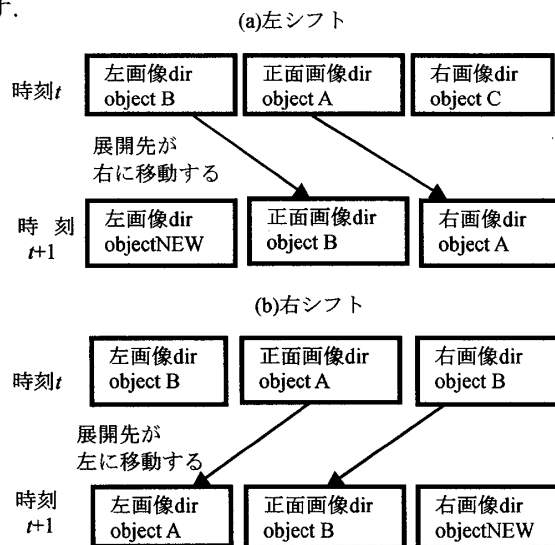 す.
(a)左シフト
時刻t
左画像dir
object B
正面画像dir
object A
右画像dir
object C
展開先が
右に移動する
時 刻
t+1
左画像dir
objectNEW
正面画像dir
object B
右画像dir
object A
(b)右シフト
時刻t
左画像dir
object B
正面画像dir
object A
右画像dir
object B
展開先が
左に移動する
時刻
t+1
左画像dir
object A
正面画像dir
object B
右画像dir
objectNEW